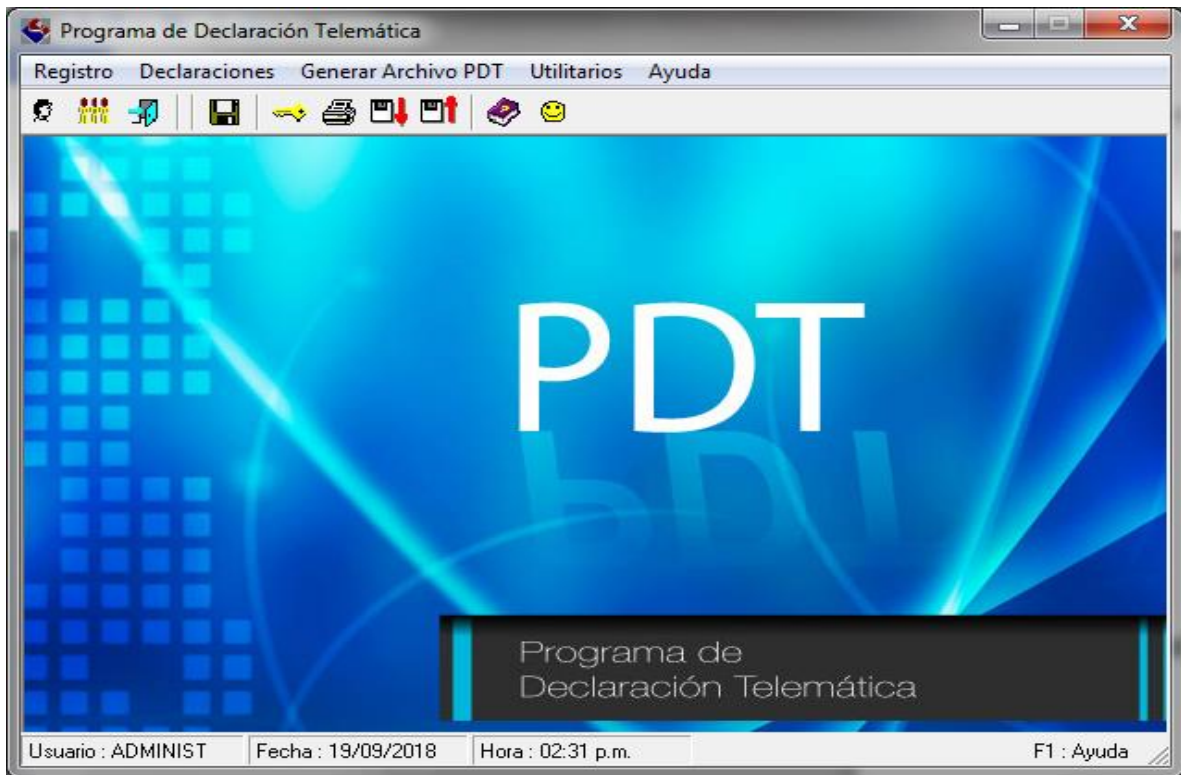 Programa de Declaración Telemática
Registro Declaraciones Generar Archivo PDT Utilitarios Ayuda
PDT
Programa de
Declaración Telemática
Usuario : ADMINIST Fecha : 19/09/2018 Hora : 02:31 p.m. F1 : Ayuda